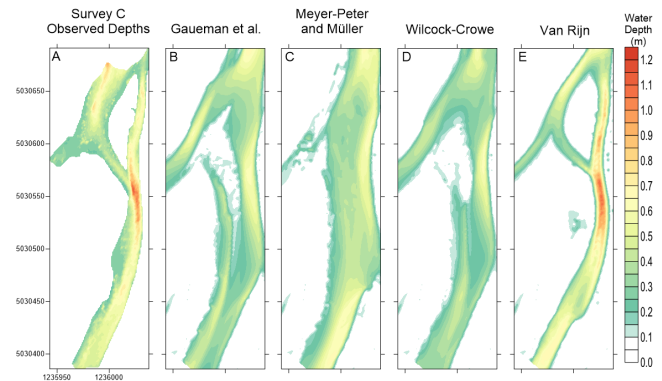 Survey C
Observed Depths
Gaueman et al.
Meyer-Peter
and Müller
Wilcock-Crowe
Van Rijn
Water
Depth
(m)
A
B
C
D
E
5030650
5030600
5030550
5030500
5030450
5030400
1235950
1236000
1.2
1.1
1.0
0.9
0.8
0.7
0.6
0.5
0.4
0.3
0.2
0.1
0.0